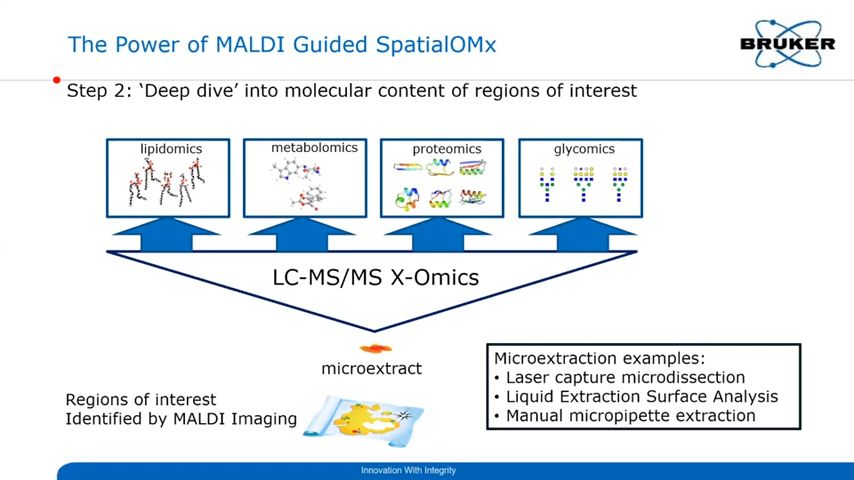 The Power of MALDI Guided SpatialOMx
BRUKER
Step 2: ‘Deep dive’ into molecular content of regions of interest
lipidomics
metabolomics
proteomics
glycomics
LC-MS/MS X-Omics
microextract
Regions of interest
Identified by MALDI Imaging
Microextraction examples:
• Laser capture microdissection
• Liquid Extraction Surface Analysis
• Manual micropipette extraction
Innovation With Integrity